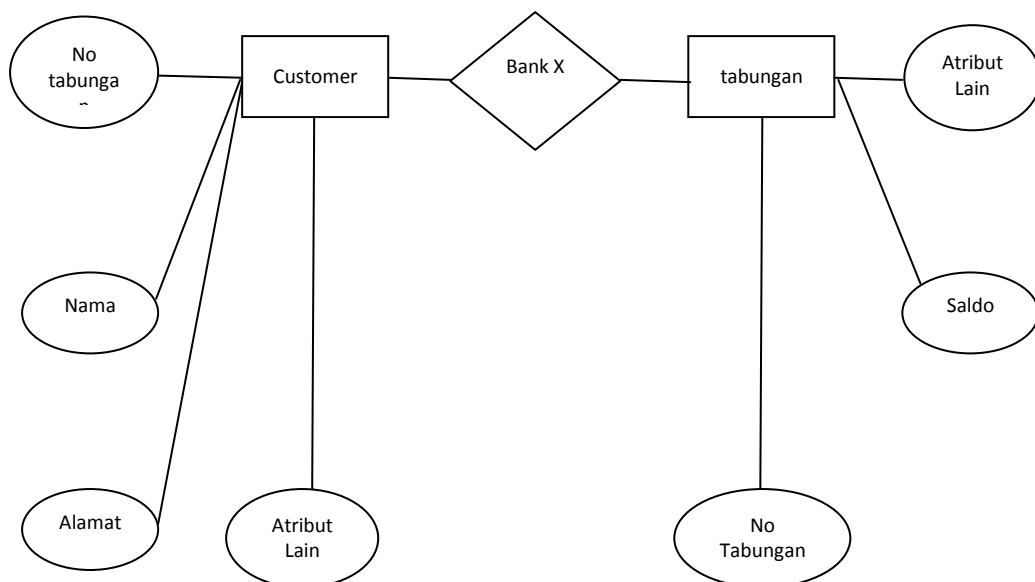 No
tabunga
n
Customer
Bank X
tabungan
Atribut
Lain
Nama
Saldo
Alamat
Atribut
Lain
No
Tabungan